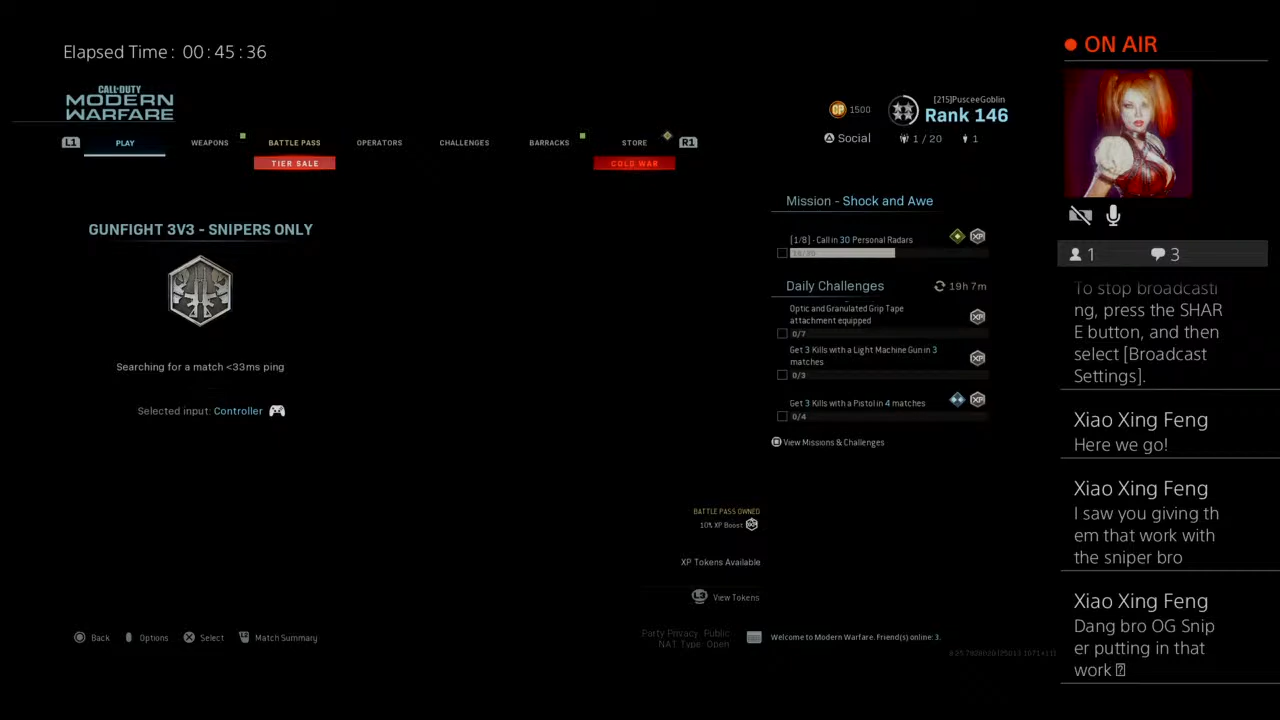 Elapsed Time: 00:45:36
ON AIR
CALL·DUTY
MODERN
WARFARE
CP 1500
[215]PusceeGoblin
Rank 146
Social
1 / 20
1
L1
PLAY
WEAPONS
BATTLE PASS
OPERATORS
CHALLENGES
BARRACKS
STORE
R1
TIER SALE
COLD WAR
GUNFIGHT 3V3 - SNIPERS ONLY
Searching for a match <33ms ping
Selected input: Controller
Mission - Shock and Awe
[1/8] - Call in 30 Personal Radars
XP
Daily Challenges
19h 7m
Optic and Granulated Grip Tape
attachment equipped
XP
0/7
Get 3 Kills with a Light Machine Gun in 3
matches
XP
0/3
Get 3 Kills with a Pistol in 4 matches
XP
0/4
View Missions & Challenges
BATTLE PASS OWNED
10% XP Boost
XP Tokens Available
L3
View Tokens
Back
Options
Select
Match Summary
Party Privacy: Public
NAT Type: Open
Welcome to Modern Warfare. Friend(s) online: 3.
1
3
To stop broadcasti
ng, press the SHAR
E button, and then
select [Broadcast
Settings].
Xiao Xing Feng
Here we go!
Xiao Xing Feng
I saw you giving th
em that work with
the sniper bro
Xiao Xing Feng
Dang bro OG Snip
er putting in that
work